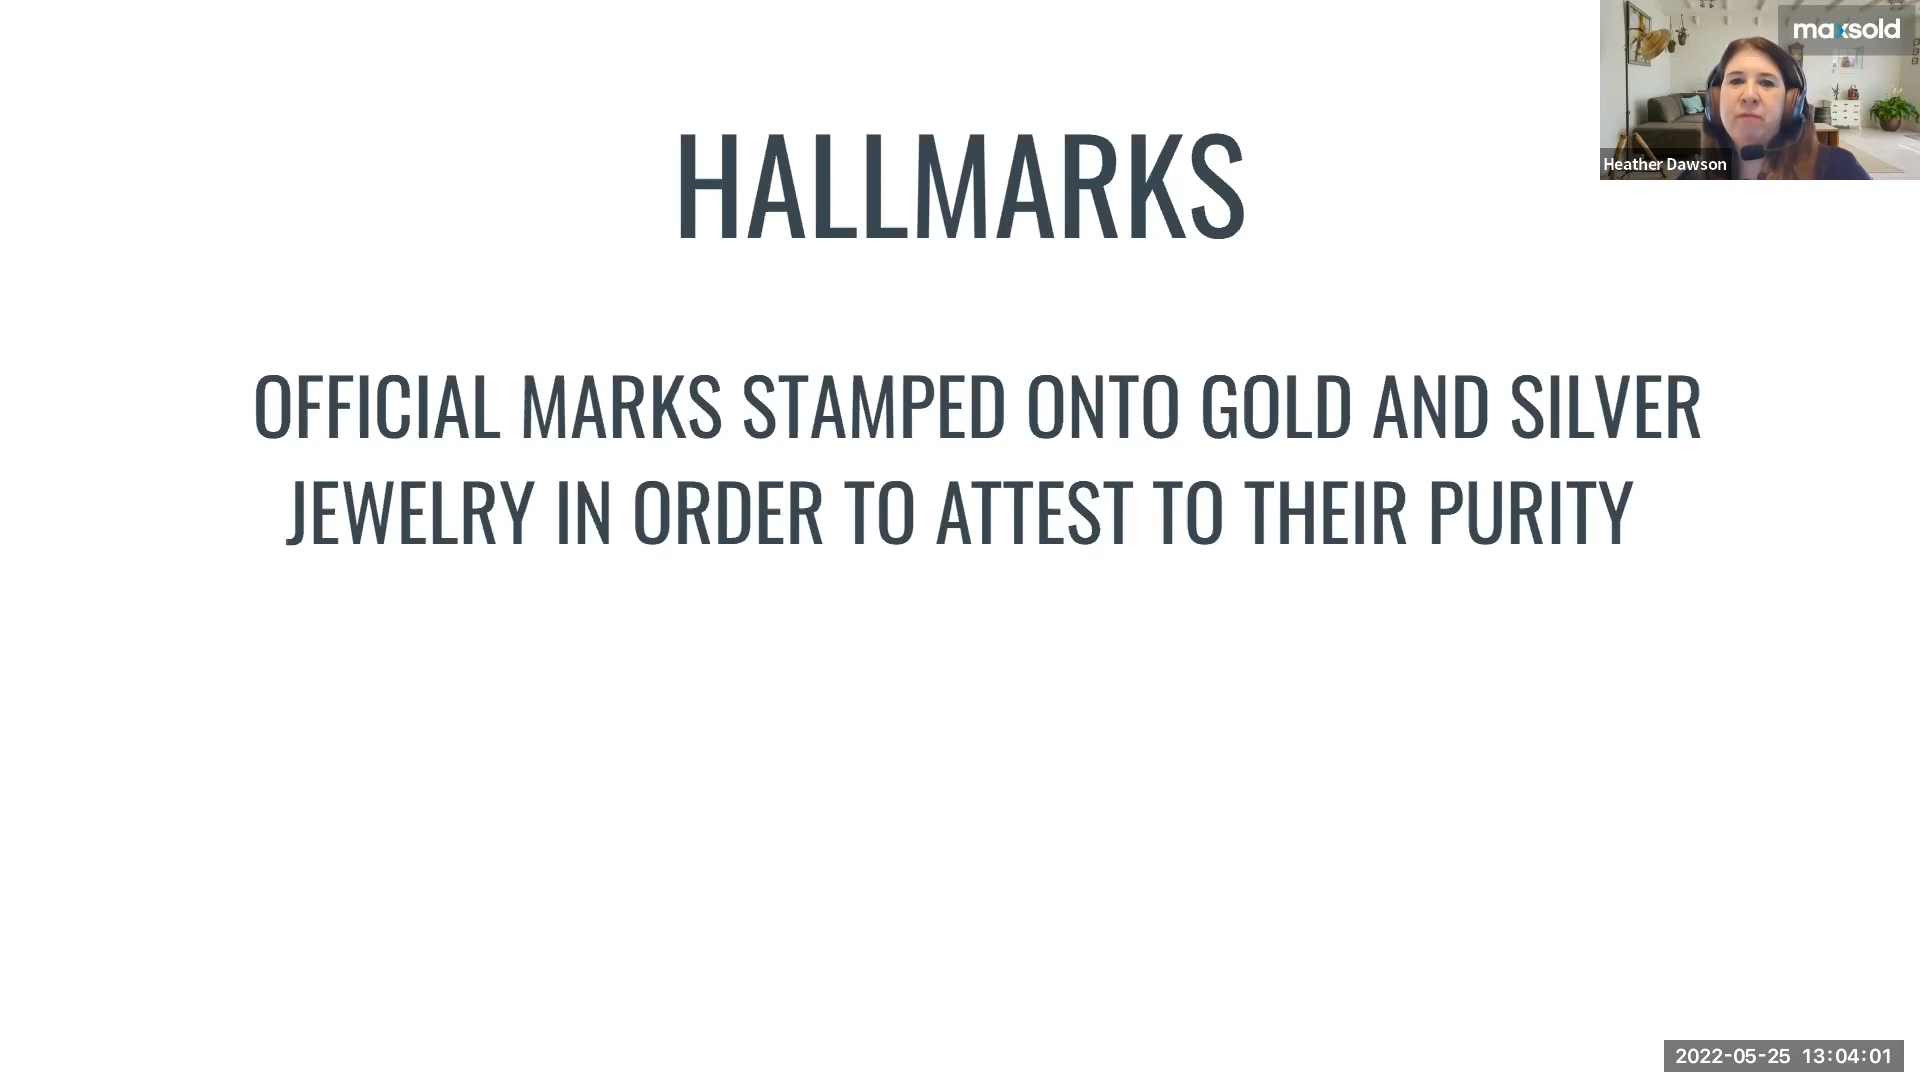 maxsold
HALLMARKS
Heather Dawson
OFFICIAL MARKS STAMPED ONTO GOLD AND SILVER
JEWELRY IN ORDER TO ATTEST TO THEIR PURITY
2022-05-25 13:04:01